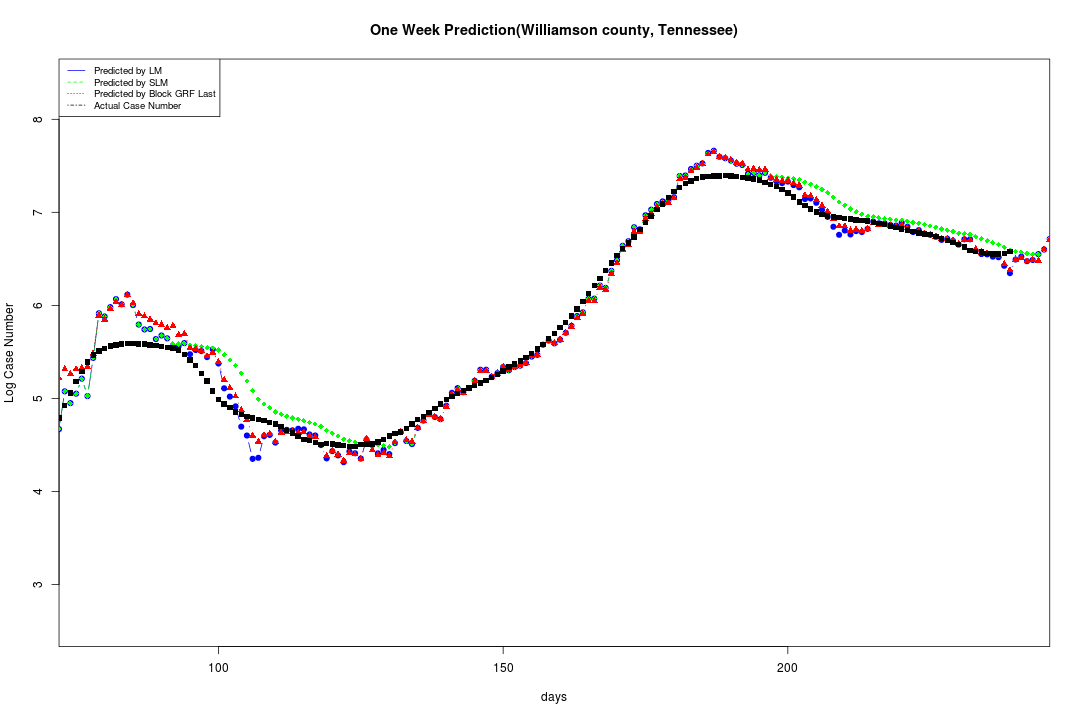 One Week Prediction(Williamson county, Tennessee)
Predicted by LM
Predicted by SLM
Predicted by Block GRF Last
Actual Case Number
Log Case Number
8
7
6
5
4
3
100 150 200
days